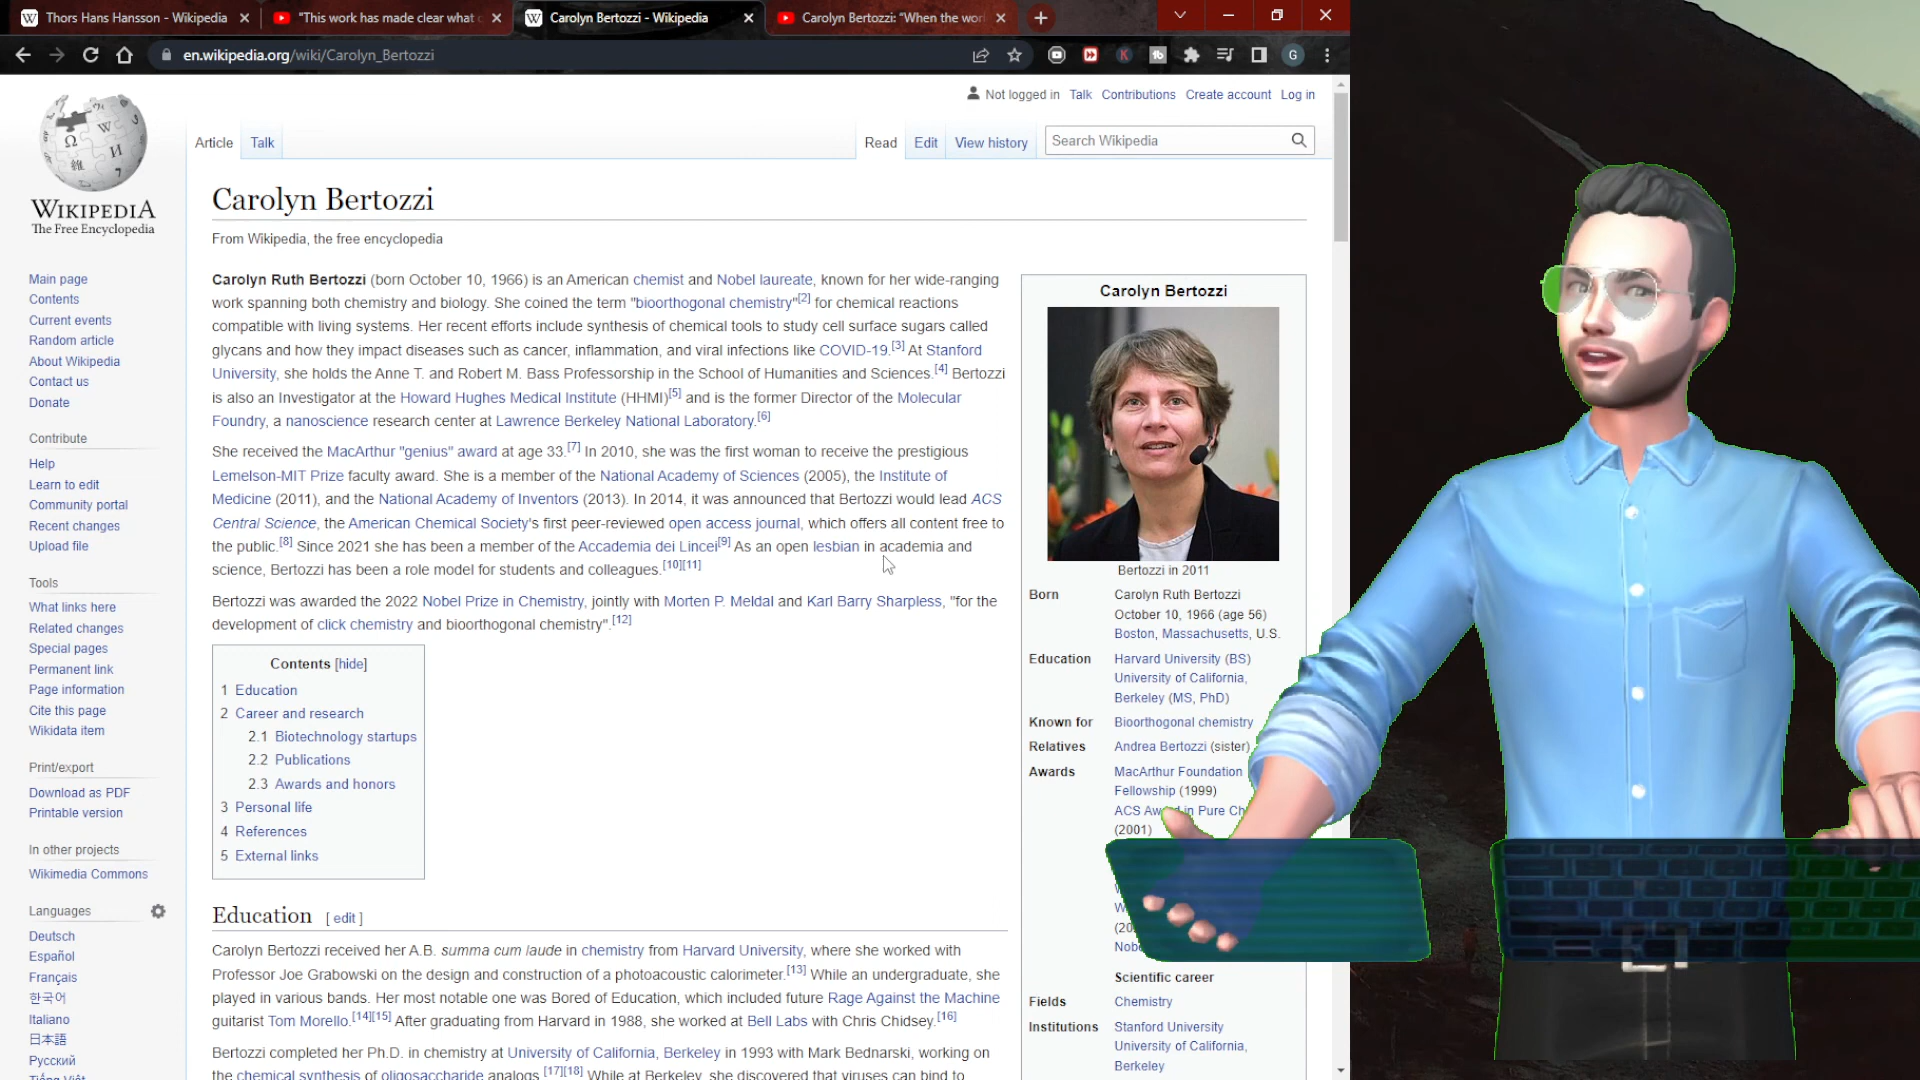 Thors Hans Hansson - Wikipedia
"This work has made clear what
Carolyn Bertozzi - Wikipedia
Carolyn Bertozzi: "When the
en.wikipedia.org/wiki/Carolyn_Bertozzi
G
Not logged in Talk Contributions Create account Log in
Article Talk
Read Edit View history Search Wikipedia
WIKIPEDIA
The Free Encyclopedia
Main page
Contents
Current events
Random article
About Wikipedia
Contact us
Donate
Contribute
Help
Learn to edit
Community portal
Recent changes
Upload file
Tools
What links here
Related changes
Special pages
Permanent link
Page information
Cite this page
Wikidata item
Print/export
Download as PDF
Printable version
In other projects
Wikimedia Commons
Languages
Deutsch
Español
Français
한국어
Italiano
日本語
Русский
Tiếng Việt
Carolyn Bertozzi
From Wikipedia, the free encyclopedia
Carolyn Ruth Bertozzi (born October 10, 1966) is an American chemist and Nobel laureate, known for her wide-ranging
work spanning both chemistry and biology. She coined the term "bioorthogonal chemistry"[2] for chemical reactions
compatible with living systems. Her recent efforts include synthesis of chemical tools to study cell surface sugars called
glycans and how they impact diseases such as cancer, inflammation, and viral infections like COVID-19.[3] At Stanford
University, she holds the Anne T. and Robert M. Bass Professorship in the School of Humanities and Sciences.[4] Bertozzi
is also an Investigator at the Howard Hughes Medical Institute (HHMI)[5] and is the former Director of the Molecular
Foundry, a nanoscience research center at Lawrence Berkeley National Laboratory.[6]
She received the MacArthur "genius" award at age 33.[7] In 2010, she was the first woman to receive the prestigious
Lemelson-MIT Prize faculty award. She is a member of the National Academy of Sciences (2005), the Institute of
Medicine (2011), and the National Academy of Inventors (2013). In 2014, it was announced that Bertozzi would lead ACS
Central Science, the American Chemical Society's first peer-reviewed open access journal, which offers all content free to
the public.[8] Since 2021 she has been a member of the Accademia dei Lincei[9] As an open lesbian in academia and
science, Bertozzi has been a role model for students and colleagues.[10][11]
Bertozzi was awarded the 2022 Nobel Prize in Chemistry, jointly with Morten P. Meldal and Karl Barry Sharpless, "for the
development of click chemistry and bioorthogonal chemistry".[12]
Contents [hide]
1 Education
2 Career and research
2.1 Biotechnology startups
2.2 Publications
2.3 Awards and honors
3 Personal life
4 References
5 External links
Education [ edit ]
Carolyn Bertozzi received her A.B. summa cum laude in chemistry from Harvard University, where she worked with
Professor Joe Grabowski on the design and construction of a photoacoustic calorimeter.[13] While an undergraduate, she
played in various bands. Her most notable one was Bored of Education, which included future Rage Against the Machine
guitarist Tom Morello.[14][15] After graduating from Harvard in 1988, she worked at Bell Labs with Chris Chidsey.[16]
Bertozzi completed her Ph.D. in chemistry at University of California, Berkeley in 1993 with Mark Bednarski, working on
the chemical synthesis of oligosaccharide analogs.[17][18] While at Berkeley, she discovered that viruses can bind to
Carolyn Bertozzi
Bertozzi in 2011
Born Carolyn Ruth Bertozzi
October 10, 1966 (age 56)
Boston, Massachusetts, U.S.
Education Harvard University (BS)
University of California,
Berkeley (MS, PhD)
Known for Bioorthogonal chemistry
Relatives Andrea Bertozzi (sister)
Awards MacArthur Foundation
Fellowship (1999)
ACS Award in Pure
(2001)
Scientific career
Fields Chemistry
Institutions Stanford University
University of California,
Berkeley